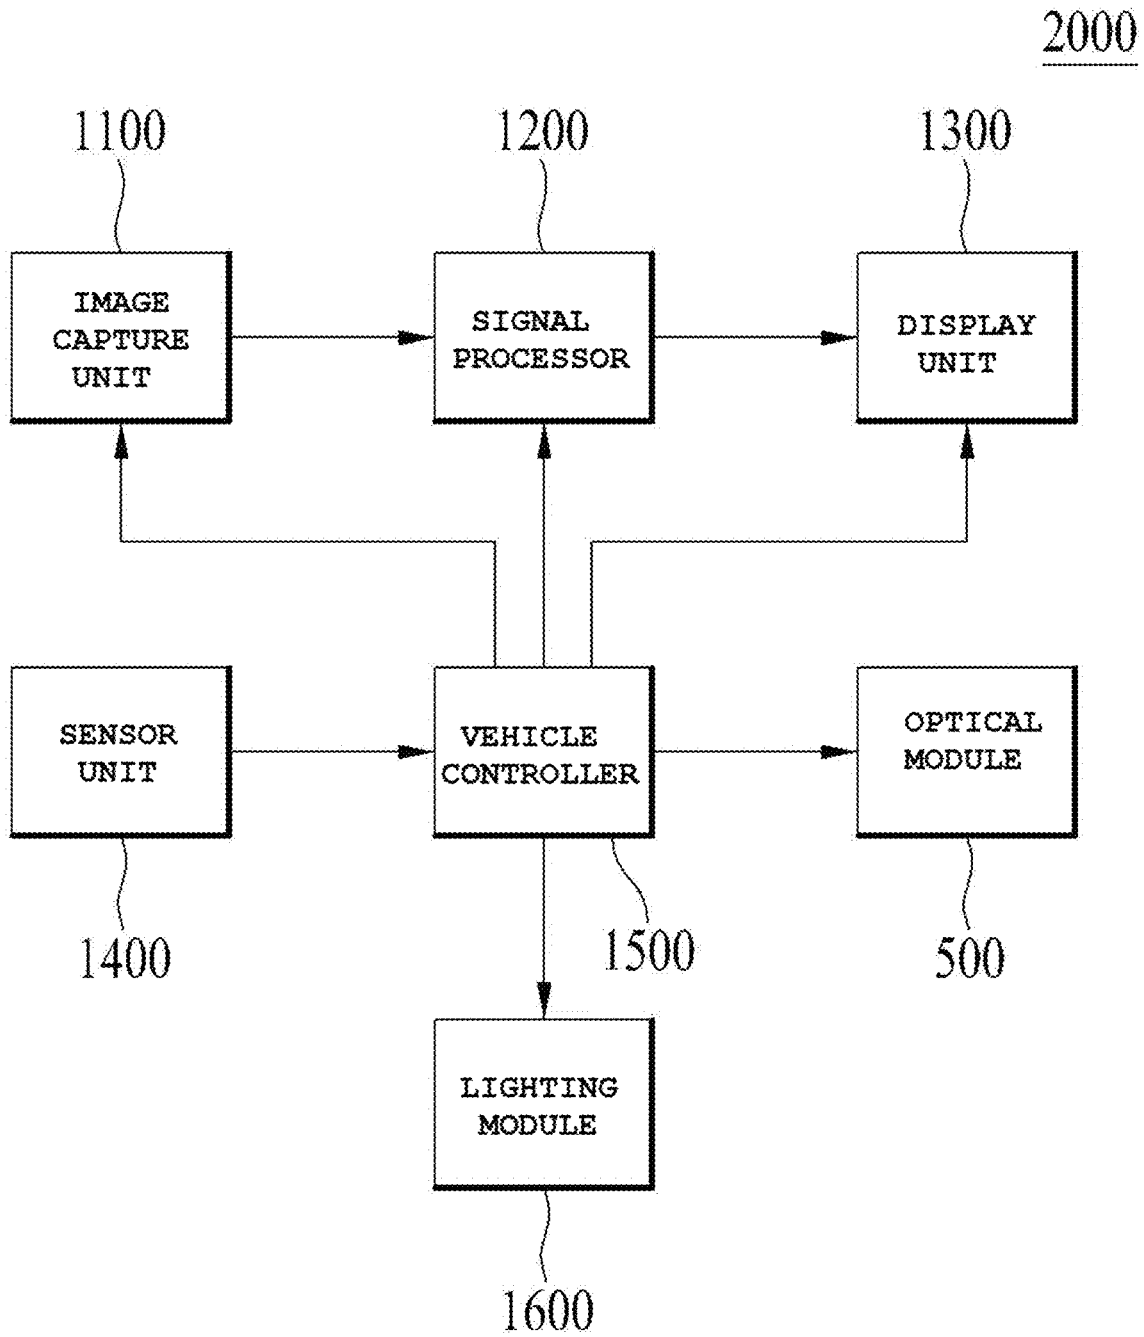 2000
1100
1200
1300
IMAGE
CAPTURE
UNIT
SIGNAL
PROCESSOR
DISPLAY
UNIT
SENSOR
UNIT
VEHICLE
CONTROLLER
OPTICAL
MODULE
1400
1500
500
LIGHTING
MODULE
1600